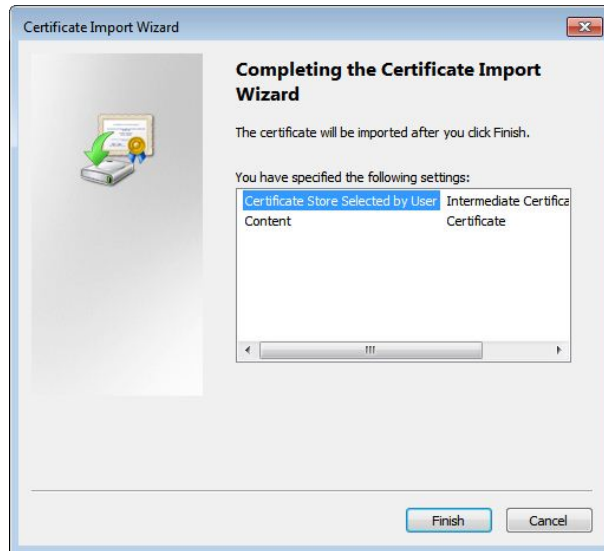 Certificate Import Wizard
Completing the Certificate Import
Wizard
The certificate will be imported after you click Finish.
You have specified the following settings:
Certificate Store Selected by User Intermediate Certifica
Content Certificate
Finish Cancel